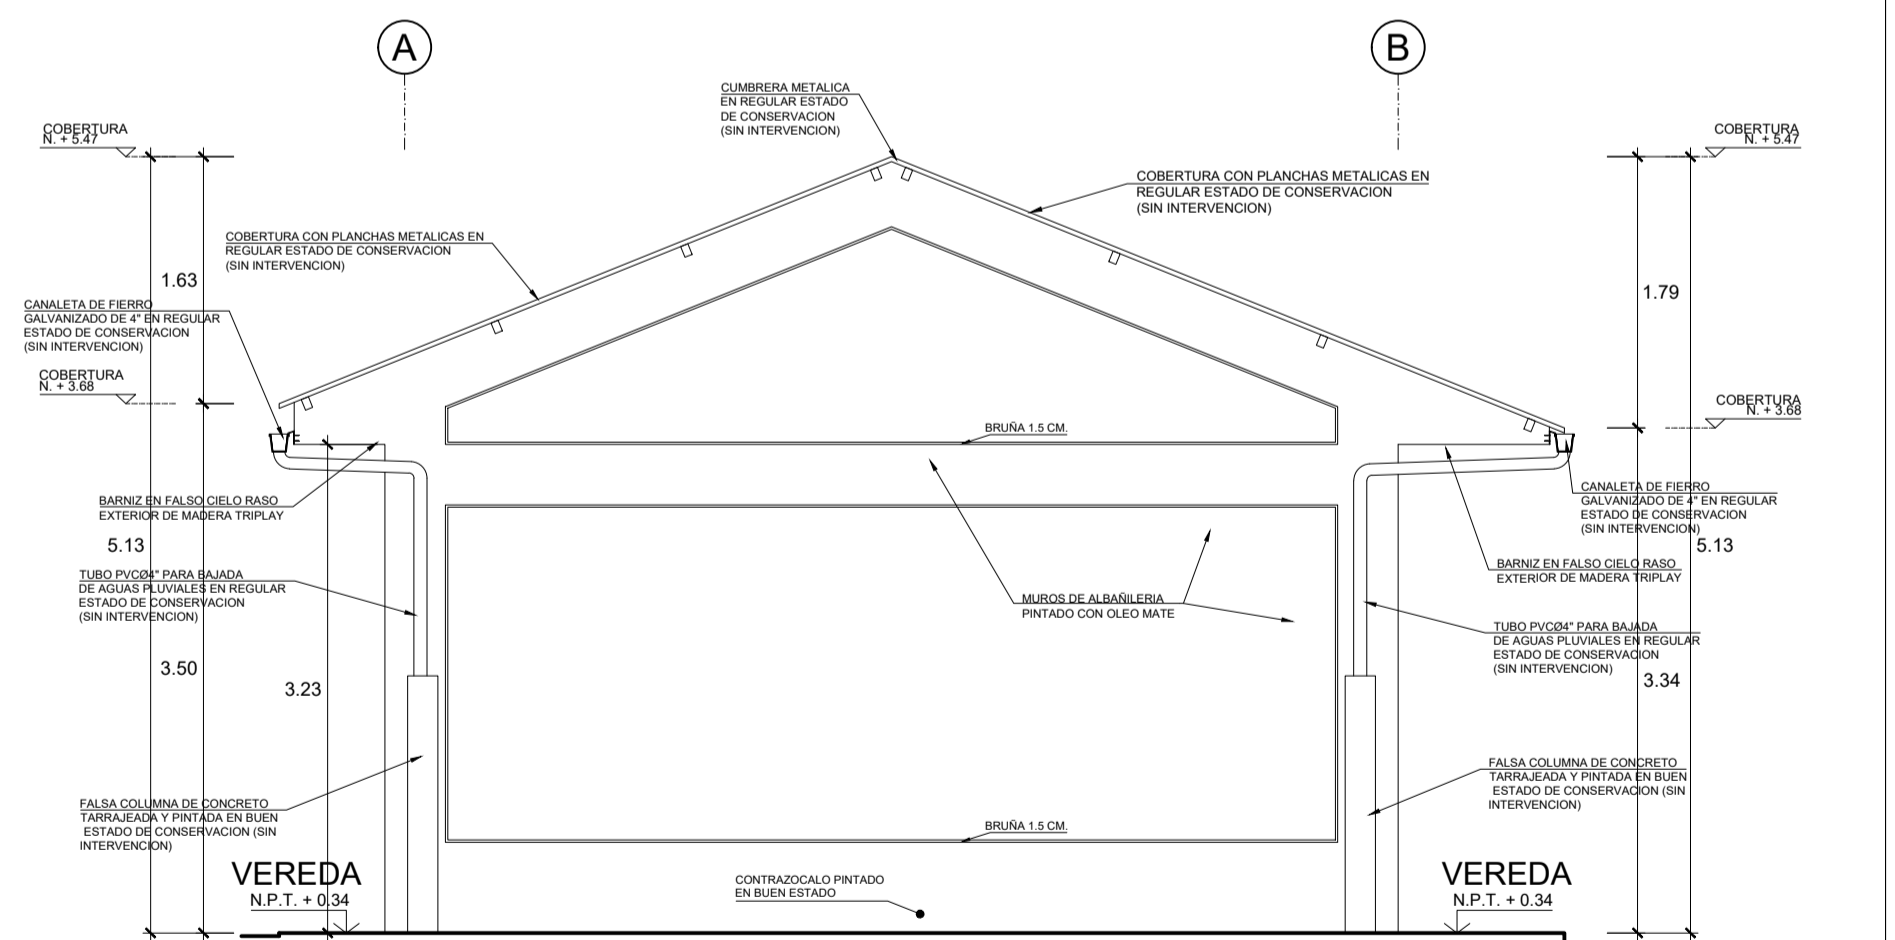 A
B
CUMBRERA METALICA
EN REGULAR ESTADO
DE CONSERVACION
(SIN INTERVENCION)
COBERTURA
N. + 5.47
COBERTURA
N. + 5.47
COBERTURA CON PLANCHAS METALICAS EN
REGULAR ESTADO DE CONSERVACION
(SIN INTERVENCION)
COBERTURA CON PLANCHAS METALICAS EN
REGULAR ESTADO DE CONSERVACION
(SIN INTERVENCION)
1.63
1.79
CANALETA DE FIERRO
GALVANIZADO DE 4" EN REGULAR
ESTADO DE CONSERVACION
(SIN INTERVENCION)
COBERTURA
N. + 3.68
COBERTURA
N. + 3.68
BRUÑA 1.5 CM.
BARNIZ EN FALSO CIELO RASO
EXTERIOR DE MADERA TRIPLAY
CANALETA DE FIERRO
GALVANIZADO DE 4" EN REGULAR
ESTADO DE CONSERVACION
(SIN INTERVENCION)
5.13
5.13
BARNIZ EN FALSO CIELO RASO
EXTERIOR DE MADERA TRIPLAY
TUBO PVCØ4" PARA BAJADA
DE AGUAS PLUVIALES EN REGULAR
ESTADO DE CONSERVACION
(SIN INTERVENCION)
MUROS DE ALBAÑILERIA
PINTADO CON OLEO MATE
TUBO PVCØ4" PARA BAJADA
DE AGUAS PLUVIALES EN REGULAR
ESTADO DE CONSERVACION
(SIN INTERVENCION)
3.50
3.23
3.34
FALSA COLUMNA DE CONCRETO
TARRAJEADA Y PINTADA EN BUEN
ESTADO DE CONSERVACION (SIN
INTERVENCION)
FALSA COLUMNA DE CONCRETO
TARRAJEADA Y PINTADA EN BUEN
ESTADO DE CONSERVACION (SIN
INTERVENCION)
BRUÑA 1.5 CM.
VEREDA
N.P.T. + 0.34
CONTRAZOCALO PINTADO
EN BUEN ESTADO
VEREDA
N.P.T. + 0.34